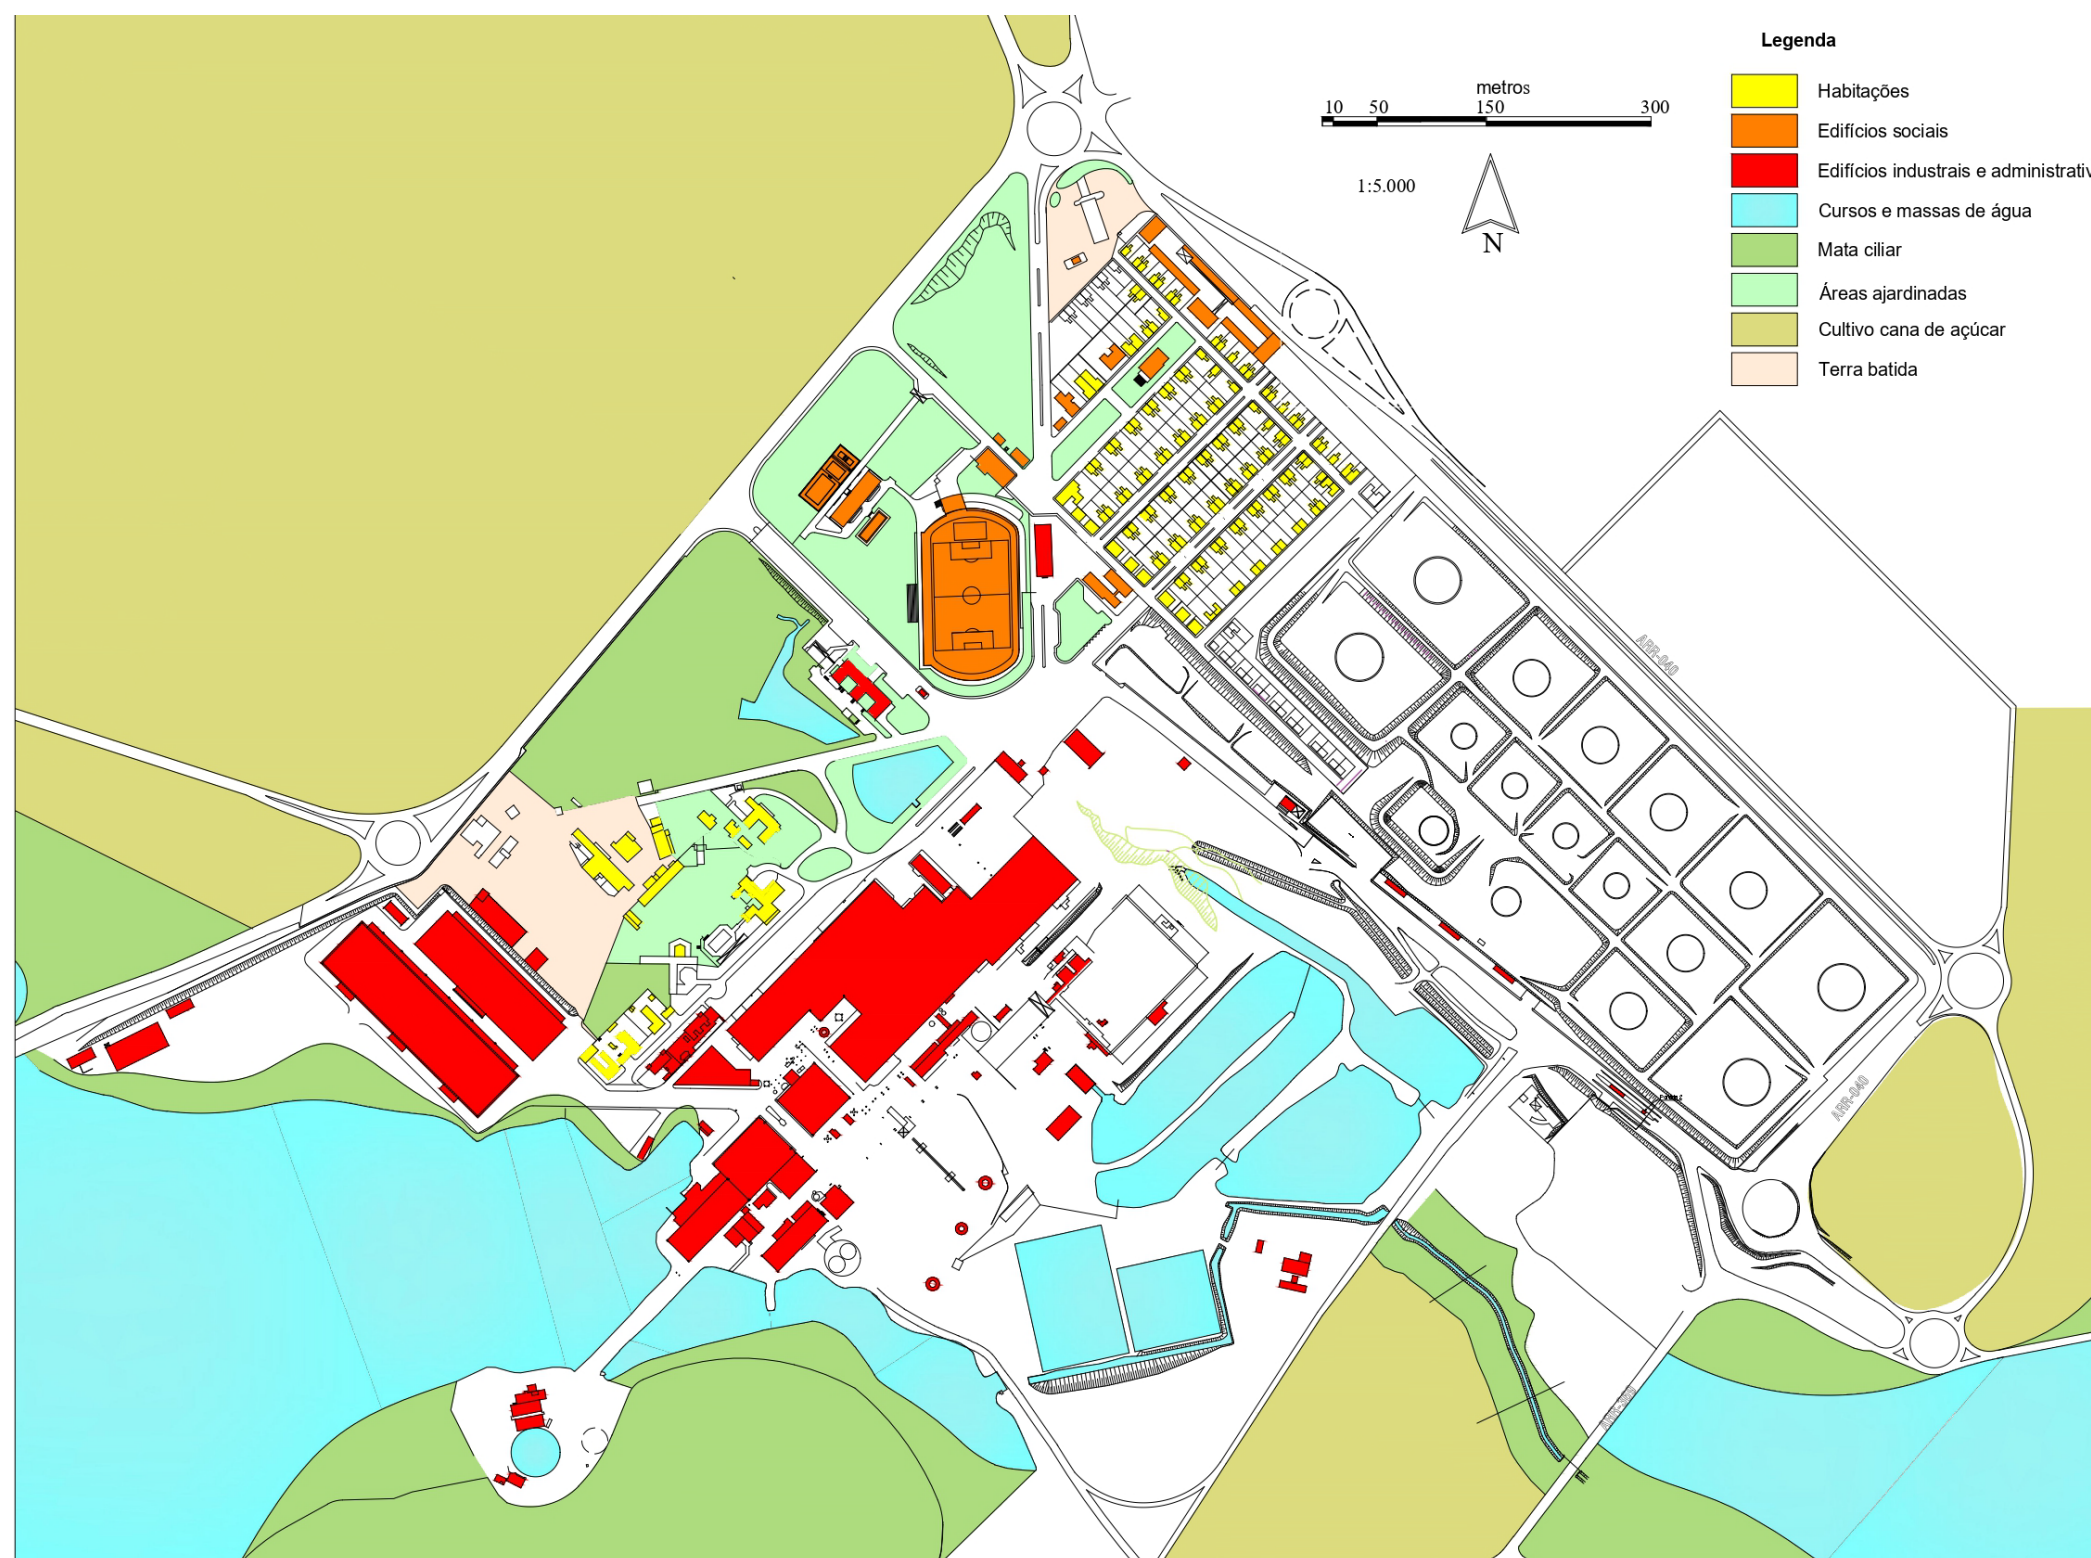 Legenda
metros
10 50 150 300
1:5.000
N
Habitações
Edifícios sociais
Edifícios industrais e administrativ
Cursos e massas de água
Mata ciliar
Áreas ajardinadas
Cultivo cana de açúcar
Terra batida
ARR-040
ARR-040